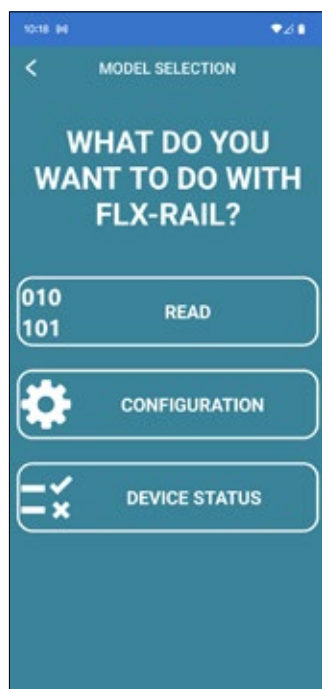 10:18
MODEL SELECTION
WHAT DO YOU
WANT TO DO WITH
FLX-RAIL?
010
101
READ
CONFIGURATION
DEVICE STATUS